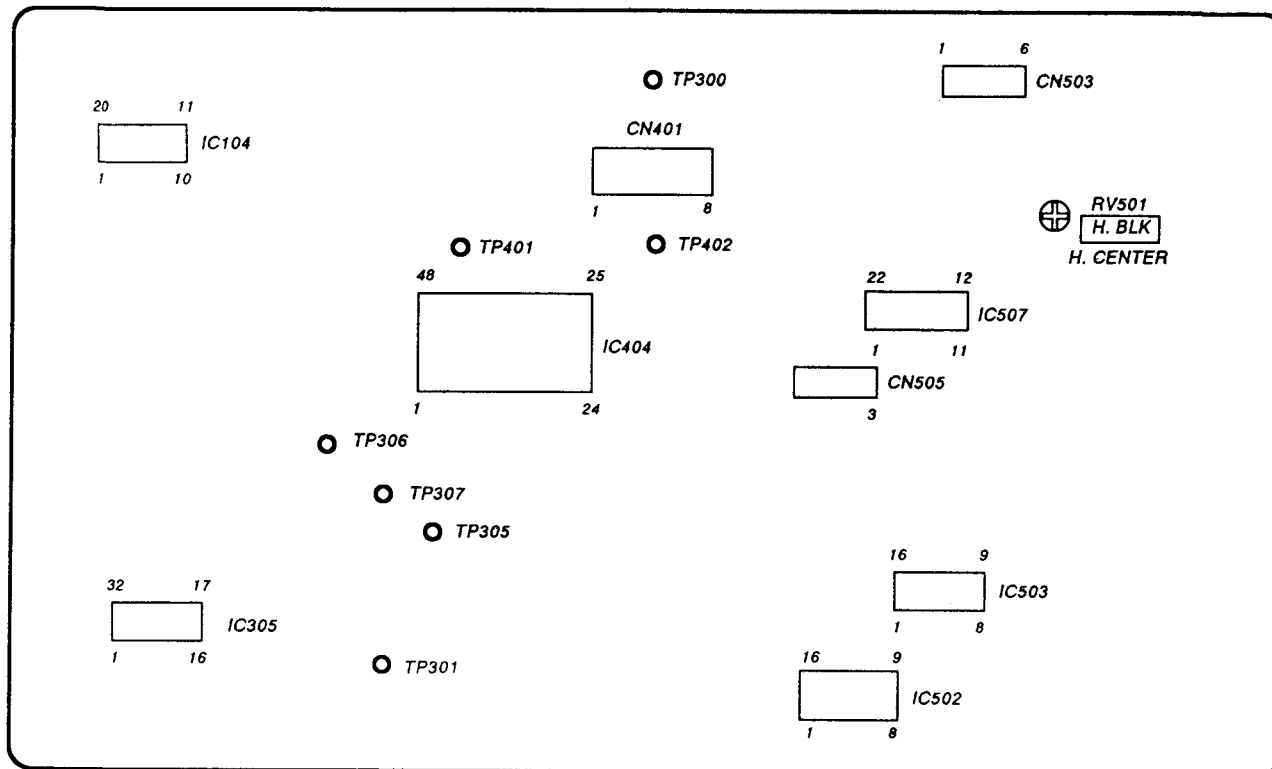 1 6
TP300
CN503
20 11
CN401
IC104
1 10
1 8
RV501
H. BLK
H. CENTER
TP401
TP402
48 25
22 12
IC507
IC404
1 11
CN505
1 24
3
TP306
TP307
TP305
16 9
32 17
IC503
IC305
1 8
1 16
TP301
16 9
IC502
1 8